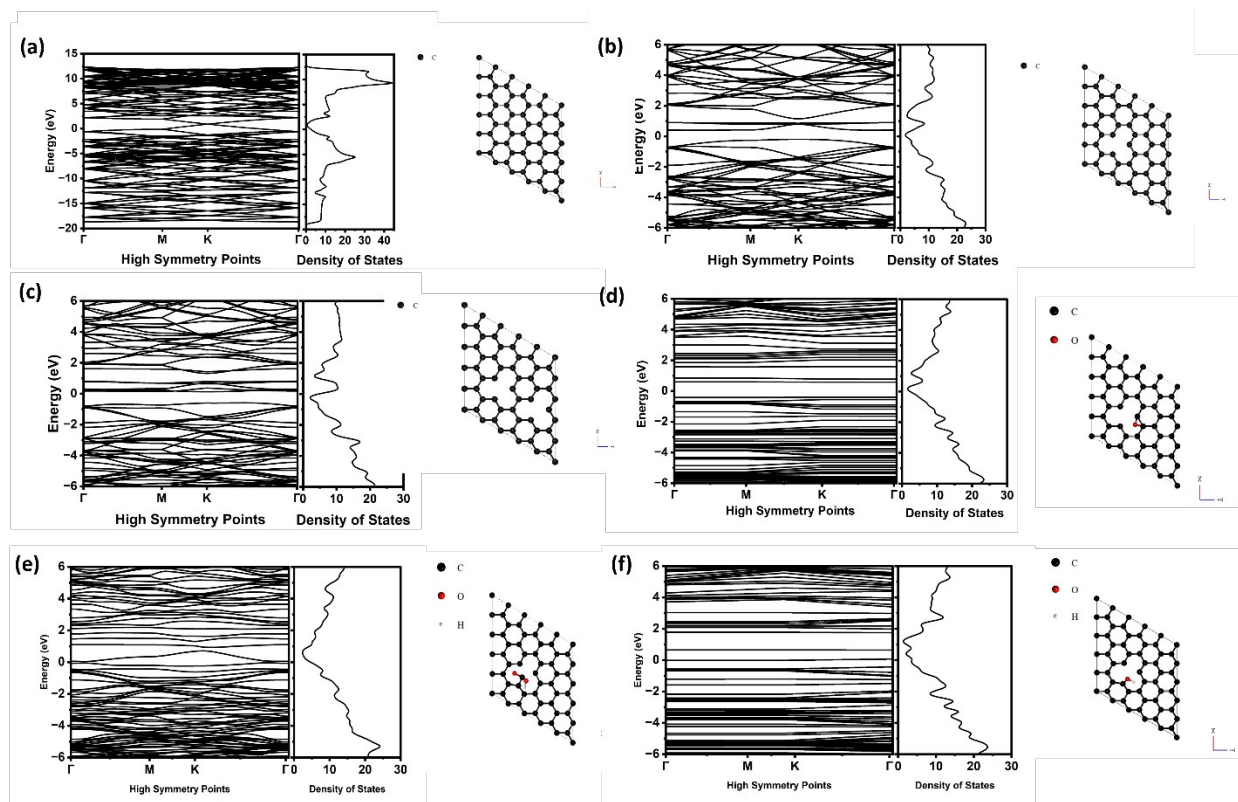 (a)
15
10
5
0
−5
−10
−15
−20
Energy (eV)
Γ M K Γ
High Symmetry Points
0 10 20 30 40
Density of States
C
(b)
6
4
2
0
−2
−4
−6
Energy (eV)
Γ M K Γ
High Symmetry Points
0 10 20 30
Density of States
C
(c)
6
4
2
0
−2
−4
−6
Energy (eV)
Γ M K Γ
High Symmetry Points
0 10 20 30
Density of States
C
(d)
6
4
2
0
−2
−4
−6
Energy (eV)
Γ M K Γ
High Symmetry Points
0 10 20 30
Density of States
C
O
(e)
6
4
2
0
−2
−4
−6
Energy (eV)
Γ M K Γ
High Symmetry Points
0 10 20 30
Density of States
C
O
H
(f)
6
4
2
0
−2
−4
−6
Energy (eV)
Γ M K Γ
High Symmetry Points
0 10 20 30
Density of States
C
O
H